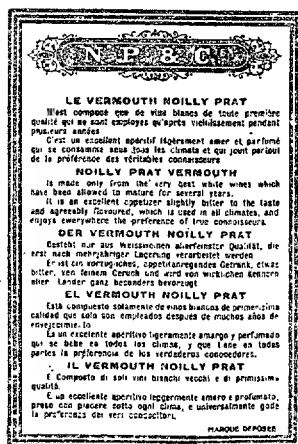 N. P. & Cº
LE VERMOUTH NOILLY PRAT
N'est composé que de vins blancs de toute première
qualité qui ne sont employés qu'après vieillissement pendant
plusieurs années
C'est un excellent apéritif légèrement amer et parfumé
qui se consomme sous tous les climats et qui jouit partout
de la préférence des véritables connaisseurs
NOILLY PRAT VERMOUTH
Is made only from the very best white wines which
have been allowed to mature for several years.
It is an excellent appetizer slightly bitter to the taste
and agreeably flavoured, which is used in all climates, and
enjoys everywhere the preference of true connaisseurs
DER VERMOUTH NOILLY PRAT
Besteht nur aus Weissweinen allerfeinster Qualität, die
erst nach mehrjähriger Lagerung verarbeitet werden
Er ist ein vorzügliches, appetitanregendes Getränk, etwas
bitter, von feinem Geruch und wird von wirklichen Kennern
aller Länder ganz besonders bevorzugt
EL VERMOUTH NOILLY PRAT
Está compuesto solamente de vinos blancos de primerisima
calidad que solo son empleados después de muchos años de
envejecimiento
Es un excelente aperitivo ligeramente amargo y perfumado
que se bebe en todos los climas, y que tiene en todas
partes la preferencia de los verdaderos conocedores.
IL VERMOUTH NOILLY PRAT
É Composto di soli vini bianchi vecchi e di primissima
qualità.
É un excellente aperitivo leggermente amaro e profumato,
preso con piacere sotto ogni clima, e universalmente gode
la preferenza dei veri conoscitori.
MARQUE DÉPOSÉE